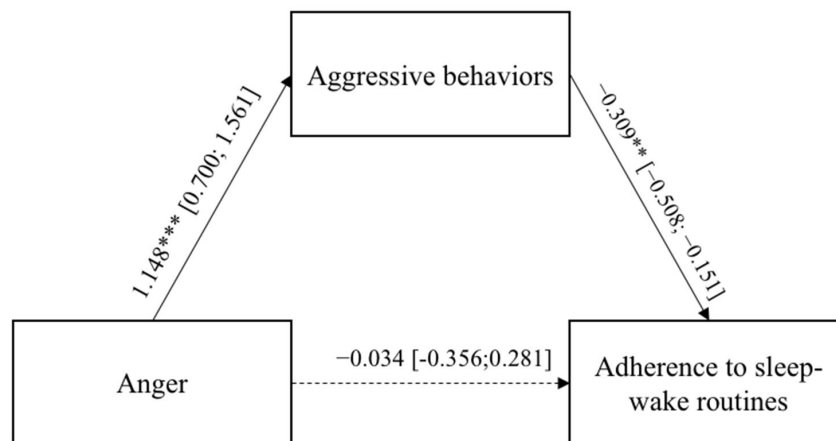 Aggressive behaviors
1.148*** [0.700; 1.561]
−0.309** [−0.508; −0.151]
−0.034 [-0.356;0.281]
Anger
Adherence to sleep-
wake routines